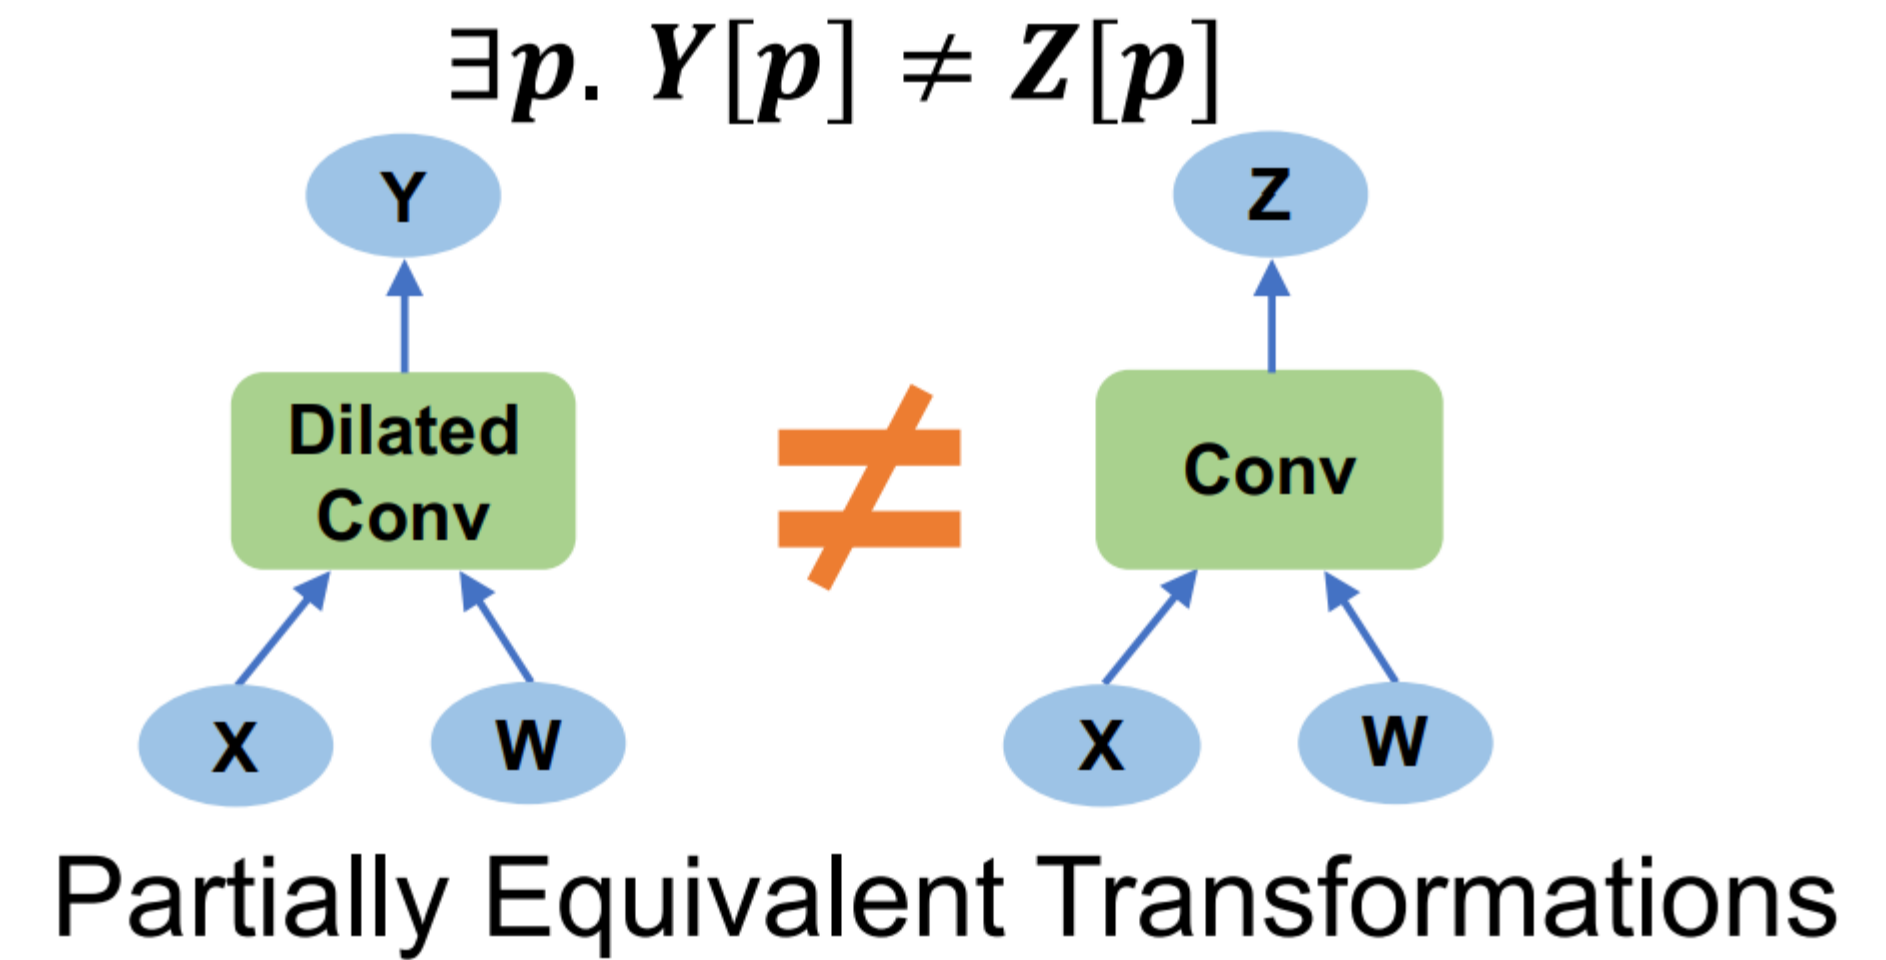 ∃p. Y[p] ≠ Z[p]
Y
Z
Dilated
Conv
≠
Conv
X
W
X
W
Partially Equivalent Transformations